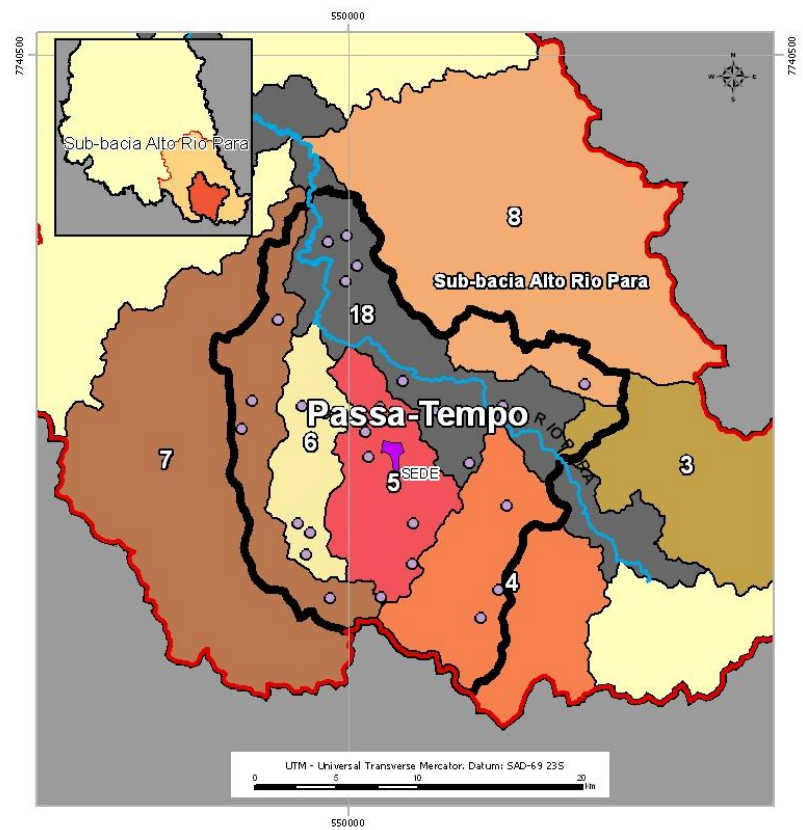 550000
7740500
7740500
N
W
E
S
Sub-bacia Alto Rio Para
8
Sub-bacia Alto Rio Para
18
Passa-Tempo
RIO PARA
7
6
3
SEDE
5
4
UTM - Universal Transverse Mercator. Datum: SAD-69 23S
0 5 10 20
Km
550000